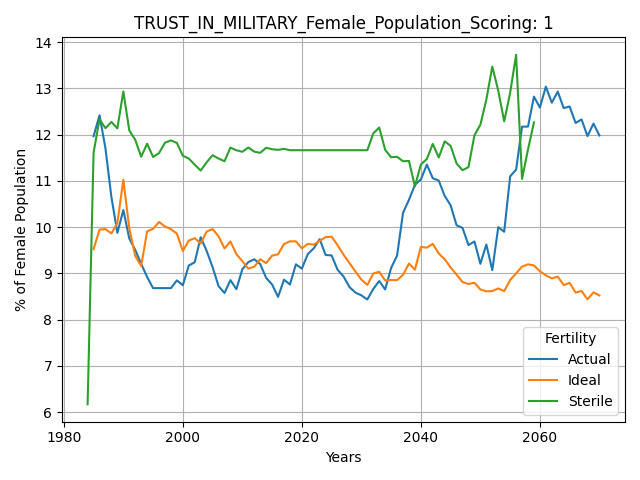 TRUST_IN_MILITARY_Female_Population_Scoring: 1
% of Female Population
14
13
12
11
10
9
8
7
6
1980 2000 2020 2040 2060
Years
Fertility
Actual
Ideal
Sterile